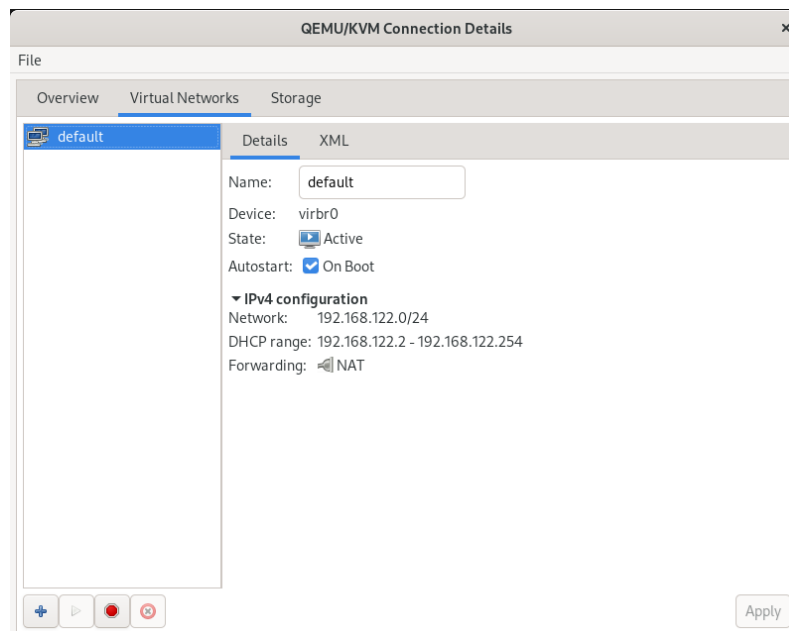 QEMU/KVM Connection Details
File
Overview Virtual Networks Storage
default
Details XML
Name: default
Device: virbr0
State: Active
Autostart: On Boot
IPv4 configuration
Network: 192.168.122.0/24
DHCP range: 192.168.122.2 - 192.168.122.254
Forwarding: NAT
Apply